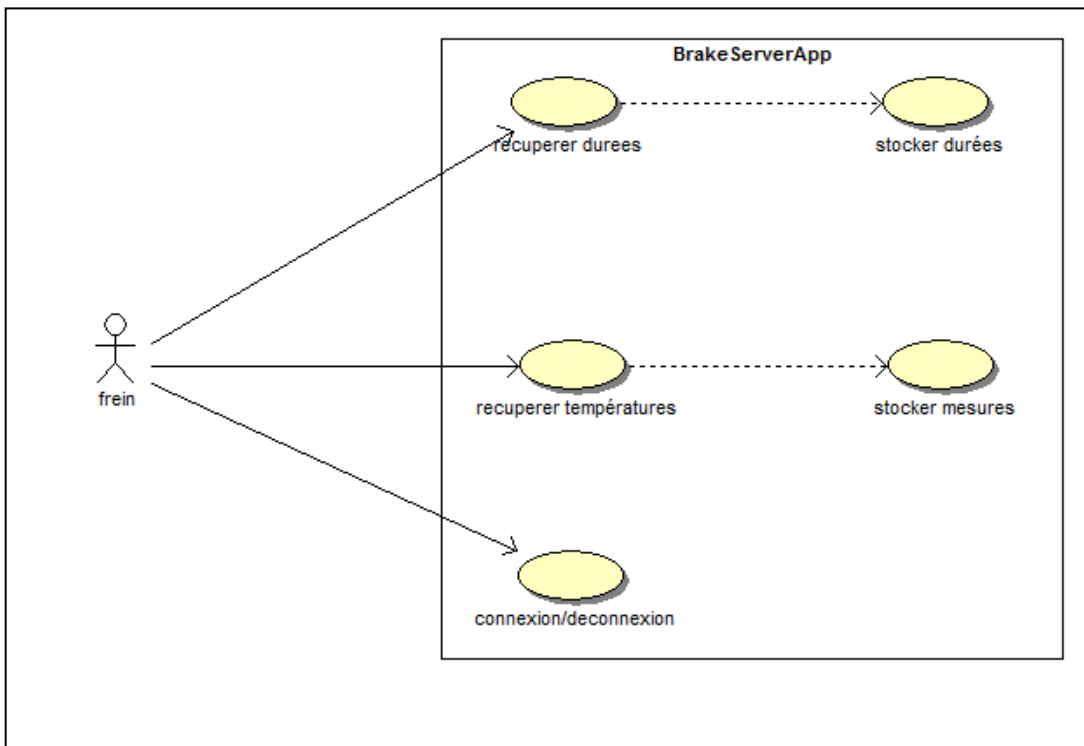 BrakeServerApp
recuperer durees
stocker durées
frein
recuperer températures
stocker mesures
connexion/deconnexion